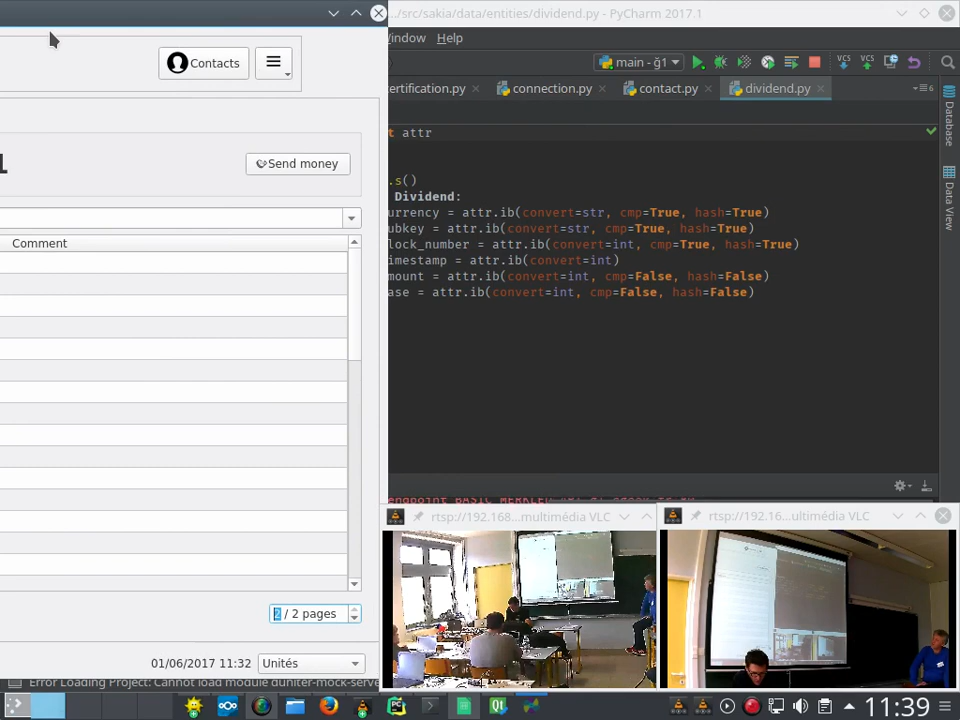 .../src/sakia/data/entities/dividend.py - PyCharm 2017.1
indow Help
Contacts
main - ğ1
ertification.py
connection.py
contact.py
dividend.py
6
Database
t attr
Send money
.s()
Dividend:
urrency = attr.ib(convert=str, cmp=True, hash=True)
ubkey = attr.ib(convert=str, cmp=True, hash=True)
lock_number = attr.ib(convert=int, cmp=True, hash=True)
imestamp = attr.ib(convert=int)
mount = attr.ib(convert=int, cmp=False, hash=False)
ase = attr.ib(convert=int, cmp=False, hash=False)
Data View
Comment
rtsp://192.168...multimédia VLC
rtsp://192.16...ultimédia VLC
2 / 2 pages
01/06/2017 11:32
Unités
Error Loading Project: Cannot load module duniter-mock-serve
11:39